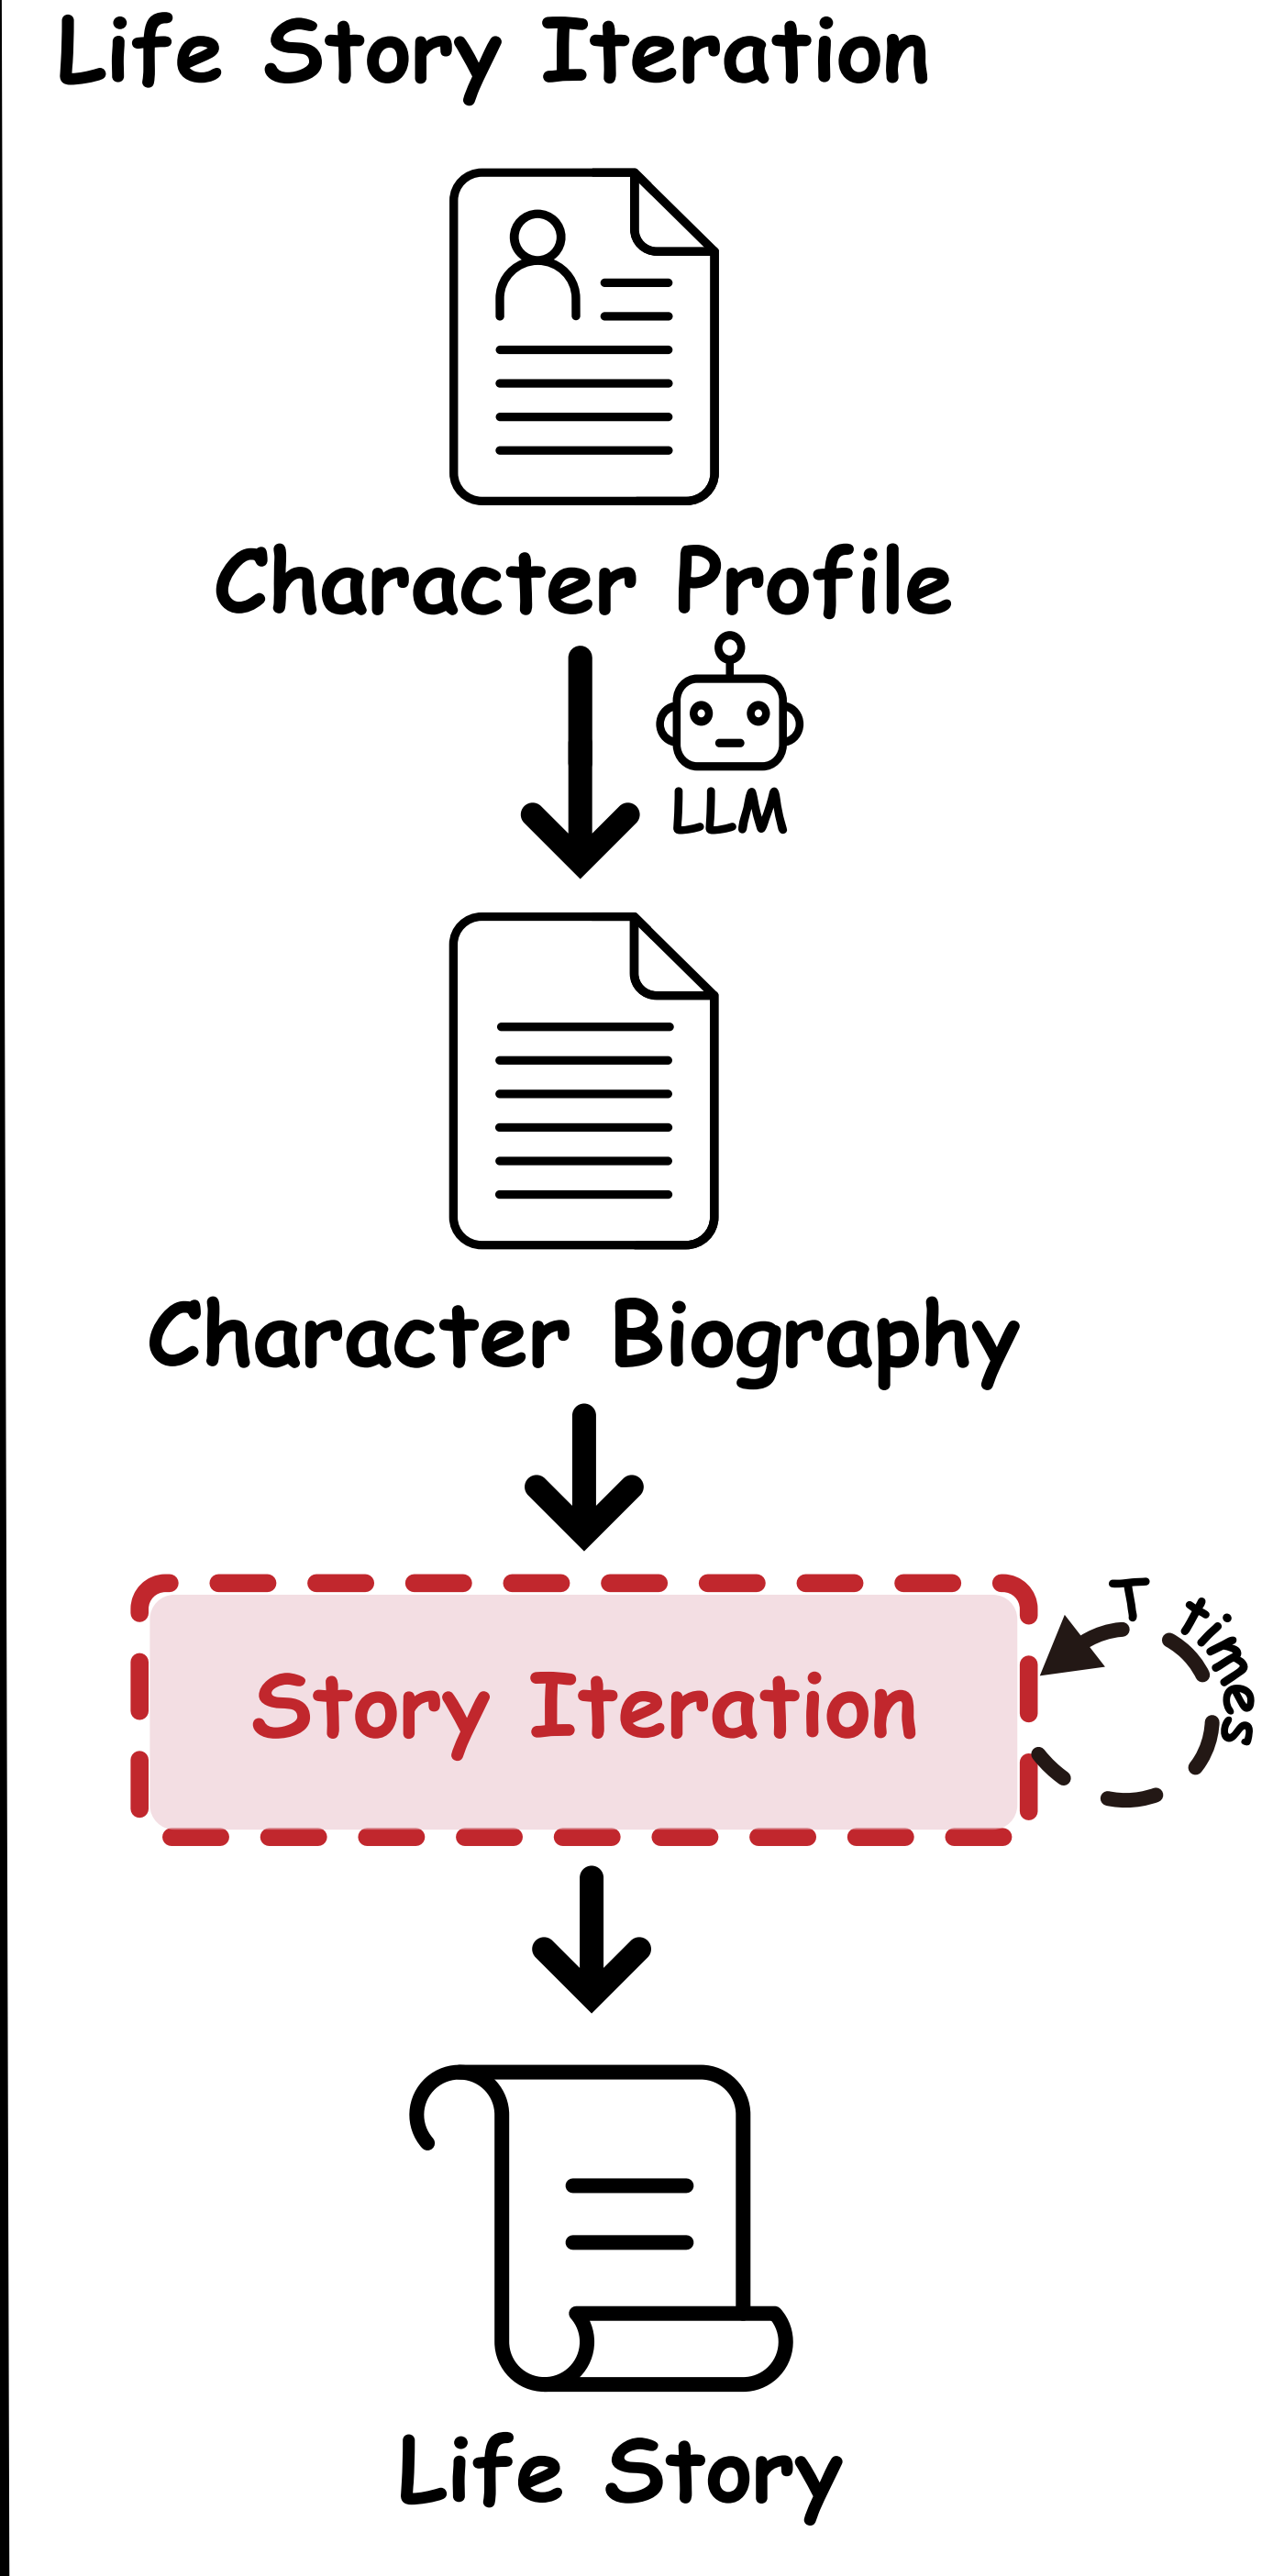 Life Story Iteration
Character Profile
LLM
Character Biography
T times
Story Iteration
Life Story